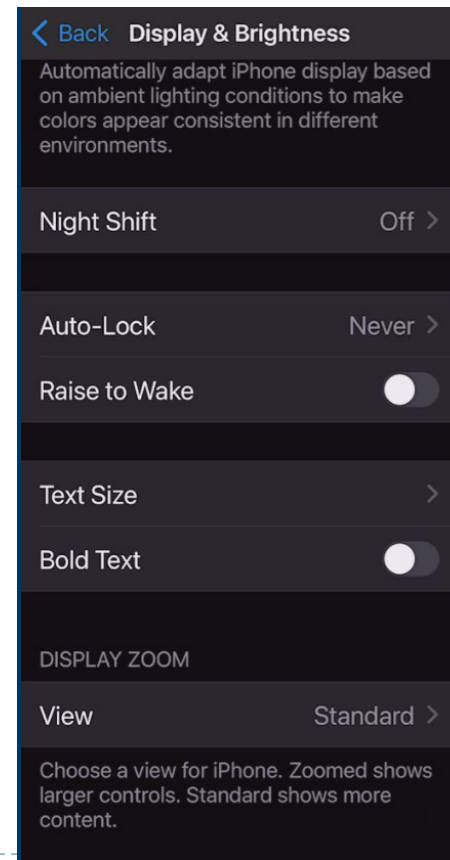 Back Display & Brightness
Automatically adapt iPhone display based
on ambient lighting conditions to make
colors appear consistent in different
environments.
Night Shift Off
Auto-Lock Never
Raise to Wake
Text Size
Bold Text
DISPLAY ZOOM
View Standard
Choose a view for iPhone. Zoomed shows
larger controls. Standard shows more
content.